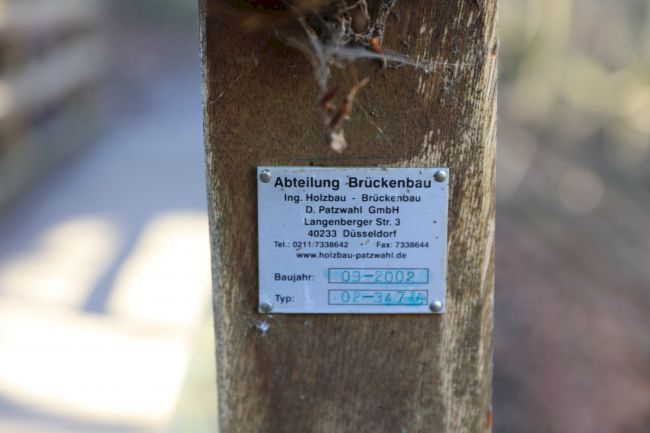 Abteilung Brückenbau
Ing. Holzbau - Brückenbau
D. Patzwahl GmbH
Langenberger Str. 3
40233 Düsseldorf
Tel.: 0211/7338642 Fax: 7338644
www.holzbau-patzwahl.de
Baujahr: 09-2002
Typ: